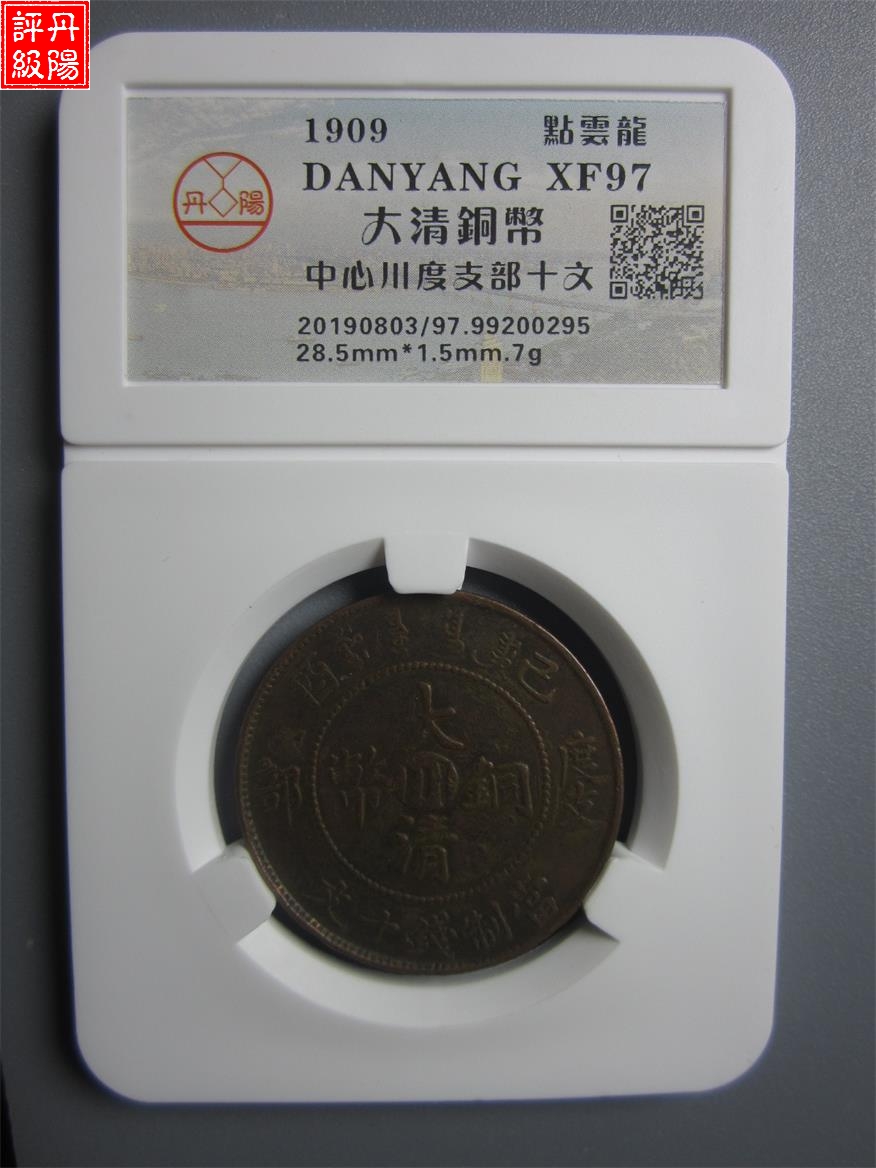 丹陽
評級
1909 點雲龍
DANYANG XF97
丹陽
大清銅幣
中心川度支部十文
20190803/97.99200295
28.5mm*1.5mm.7g
己酉
度支部
大清銅幣
川
當制錢十文